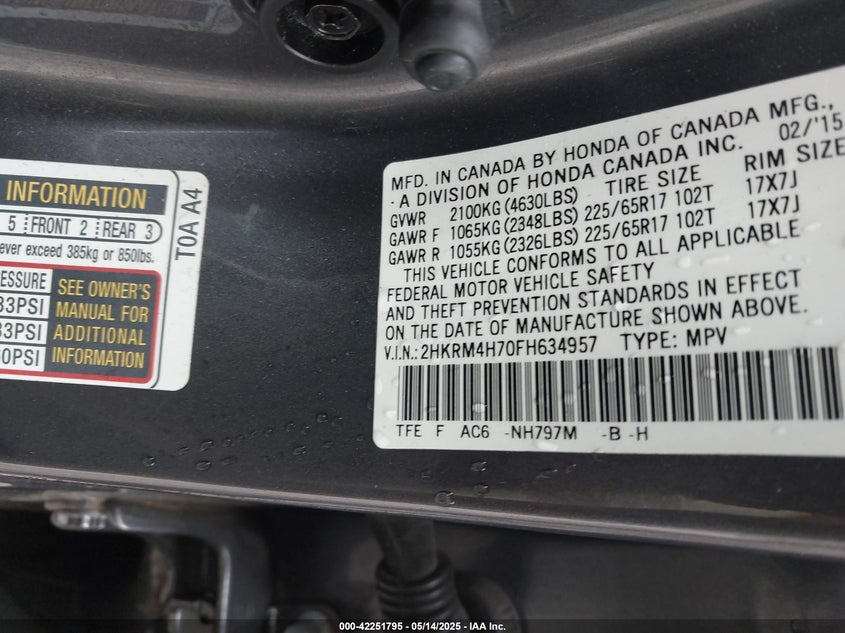 INFORMATION
5 FRONT 2 REAR 3
ever exceed 385kg or 850lbs.
RESSURE
33PSI
33PSI
60PSI
SEE OWNER'S
MANUAL FOR
ADDITIONAL
INFORMATION
T0A A4
MFD. IN CANADA BY HONDA OF CANADA MFG.,
· A DIVISION OF HONDA CANADA INC. 02/'15
GVWR 2100KG (4630LBS) TIRE SIZE RIM SIZE
GAWR F 1065KG (2348LBS) 225/65R17 102T 17X7J
GAWR R 1055KG (2326LBS) 225/65R17 102T 17X7J
THIS VEHICLE CONFORMS TO ALL APPLICABLE
FEDERAL MOTOR VEHICLE SAFETY
AND THEFT PREVENTION STANDARDS IN EFFECT
ON THE DATE OF MANUFACTURE SHOWN ABOVE.
V.I.N.: 2HKRM4H70FH634957 TYPE: MPV
TFE F AC6 -NH797M -B -H
000-42251795 - 05/14/2025 - IAA Inc.